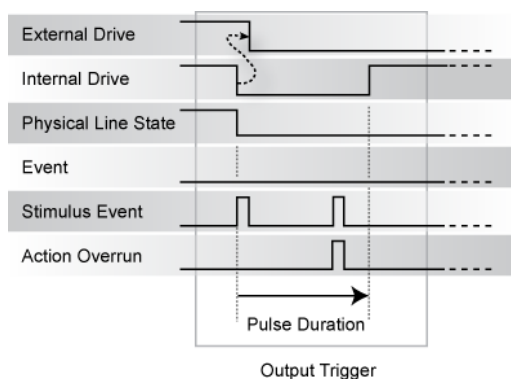 External Drive
Internal Drive
Physical Line State
Event
Stimulus Event
Action Overrun
Pulse Duration
Output Trigger